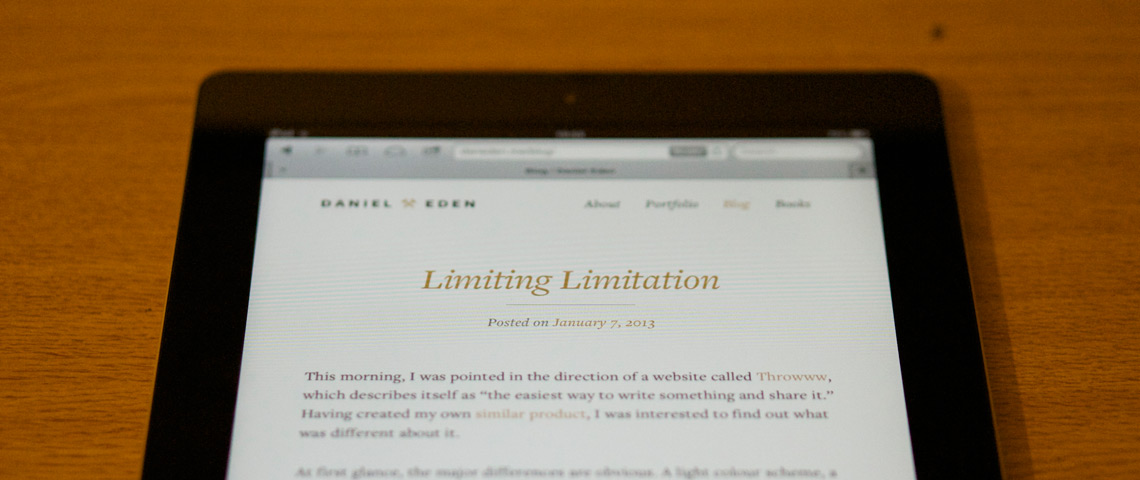 Blog / Daniel Eden
DANIEL EDEN
About Portfolio Blog Books
Limiting Limitation
Posted on January 7, 2013
This morning, I was pointed in the direction of a website called Throwww,
which describes itself as “the easiest way to write something and share it.”
Having created my own similar product, I was interested to find out what
was different about it.
At first glance, the major differences are obvious. A light colour scheme, a